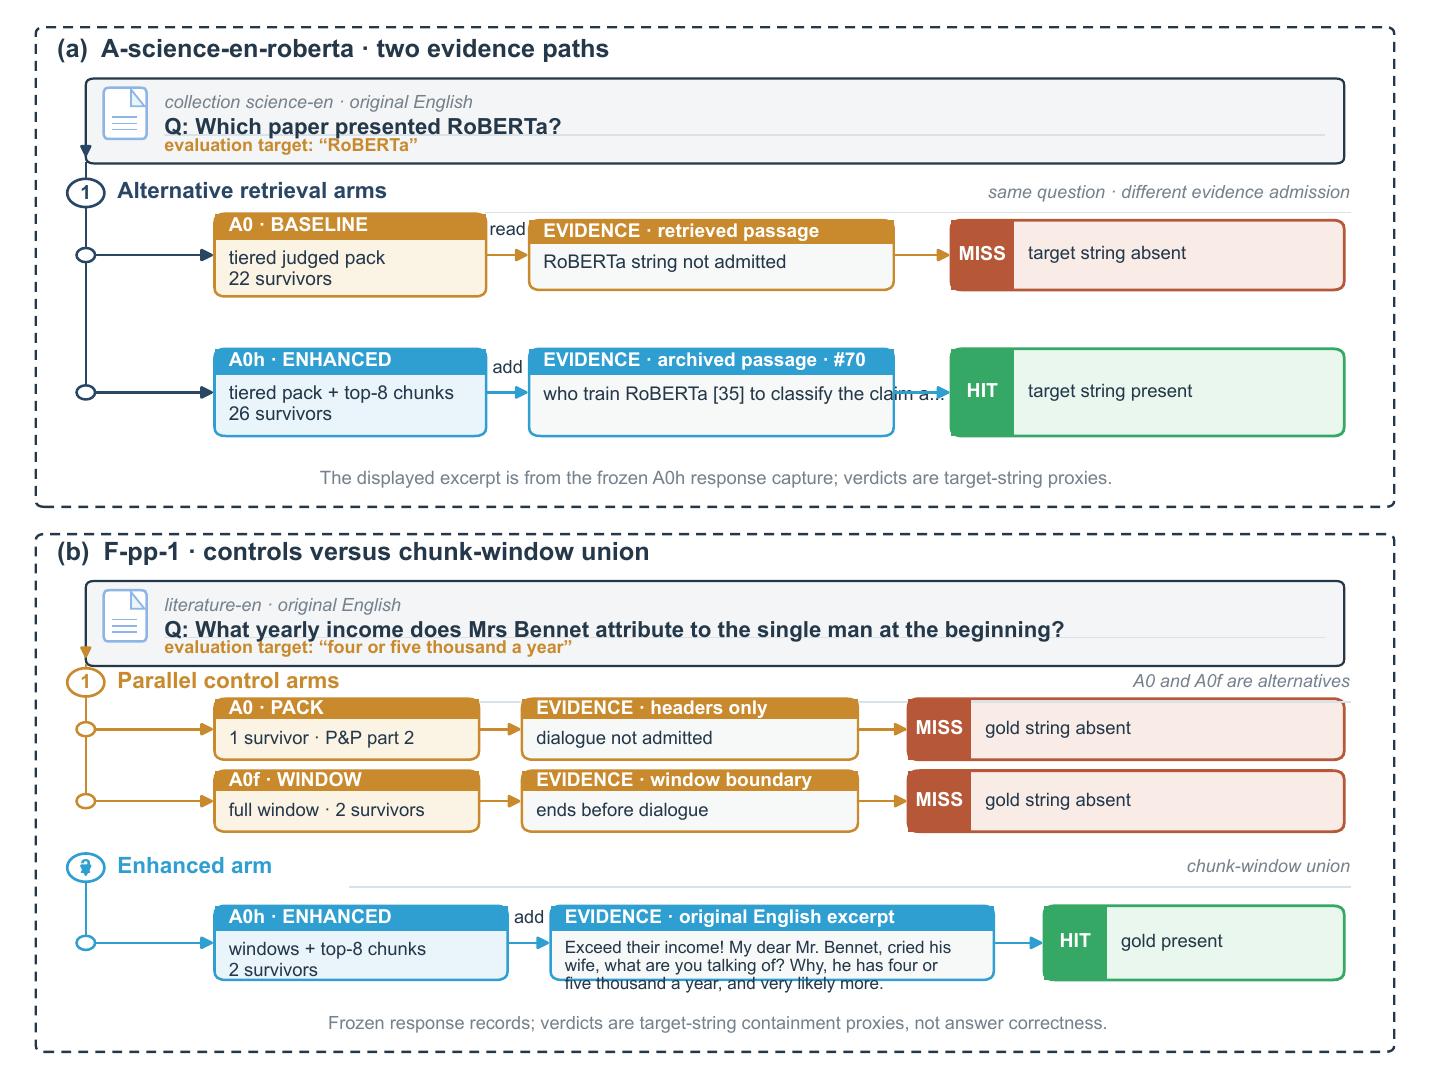 (a) A-science-en-roberta · two evidence paths
collection science-en · original English
Q: Which paper presented RoBERTa?
evaluation target: “RoBERTa”
1 Alternative retrieval arms
same question · different evidence admission
A0 · BASELINE
tiered judged pack
22 survivors
read
EVIDENCE · retrieved passage
RoBERTa string not admitted
MISS
target string absent
A0h · ENHANCED
tiered pack + top-8 chunks
26 survivors
add
EVIDENCE · archived passage · #70
who train RoBERTa [35] to classify the claim a...
HIT
target string present
The displayed excerpt is from the frozen A0h response capture; verdicts are target-string proxies.
(b) F-pp-1 · controls versus chunk-window union
literature-en · original English
Q: What yearly income does Mrs Bennet attribute to the single man at the beginning?
evaluation target: “four or five thousand a year”
1 Parallel control arms
A0 and A0f are alternatives
A0 · PACK
1 survivor · P&P part 2
EVIDENCE · headers only
dialogue not admitted
MISS
gold string absent
A0f · WINDOW
full window · 2 survivors
EVIDENCE · window boundary
ends before dialogue
MISS
gold string absent
Enhanced arm
chunk-window union
A0h · ENHANCED
windows + top-8 chunks
2 survivors
add
EVIDENCE · original English excerpt
Exceed their income! My dear Mr. Bennet, cried his
wife, what are you talking of? Why, he has four or
five thousand a year, and very likely more.
HIT
gold present
Frozen response records; verdicts are target-string containment proxies, not answer correctness.